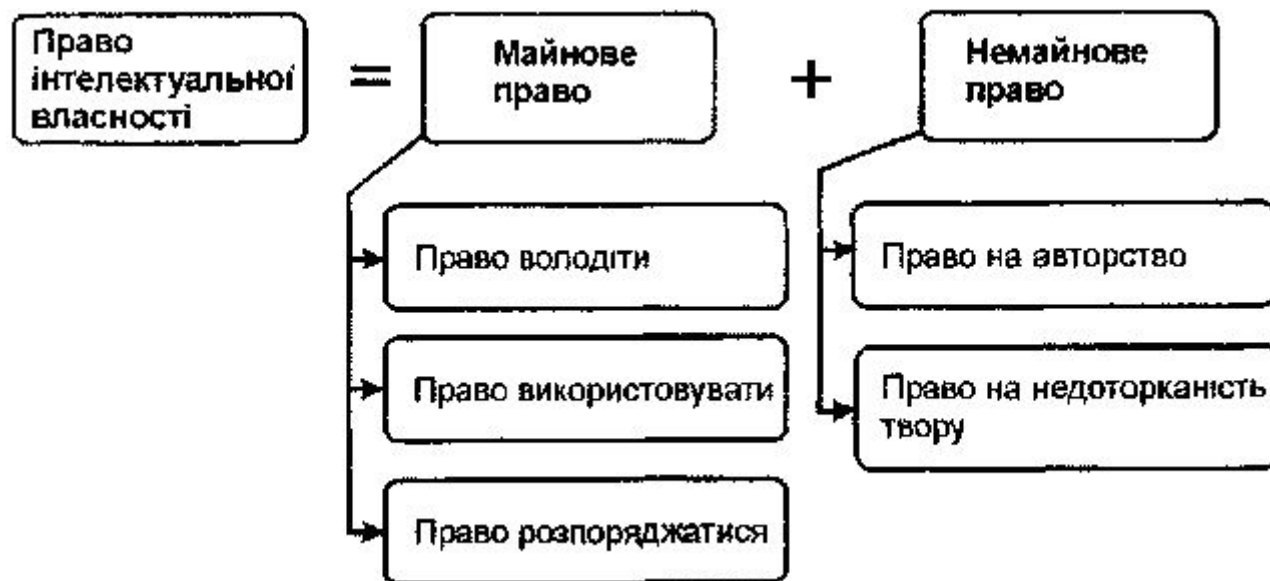 Право
інтелектуальної
власності
=
Майнове
право
+
Немайнове
право
Право володіти
Право використовувати
Право розпоряджатися
Право на авторство
Право на недоторканість
твору